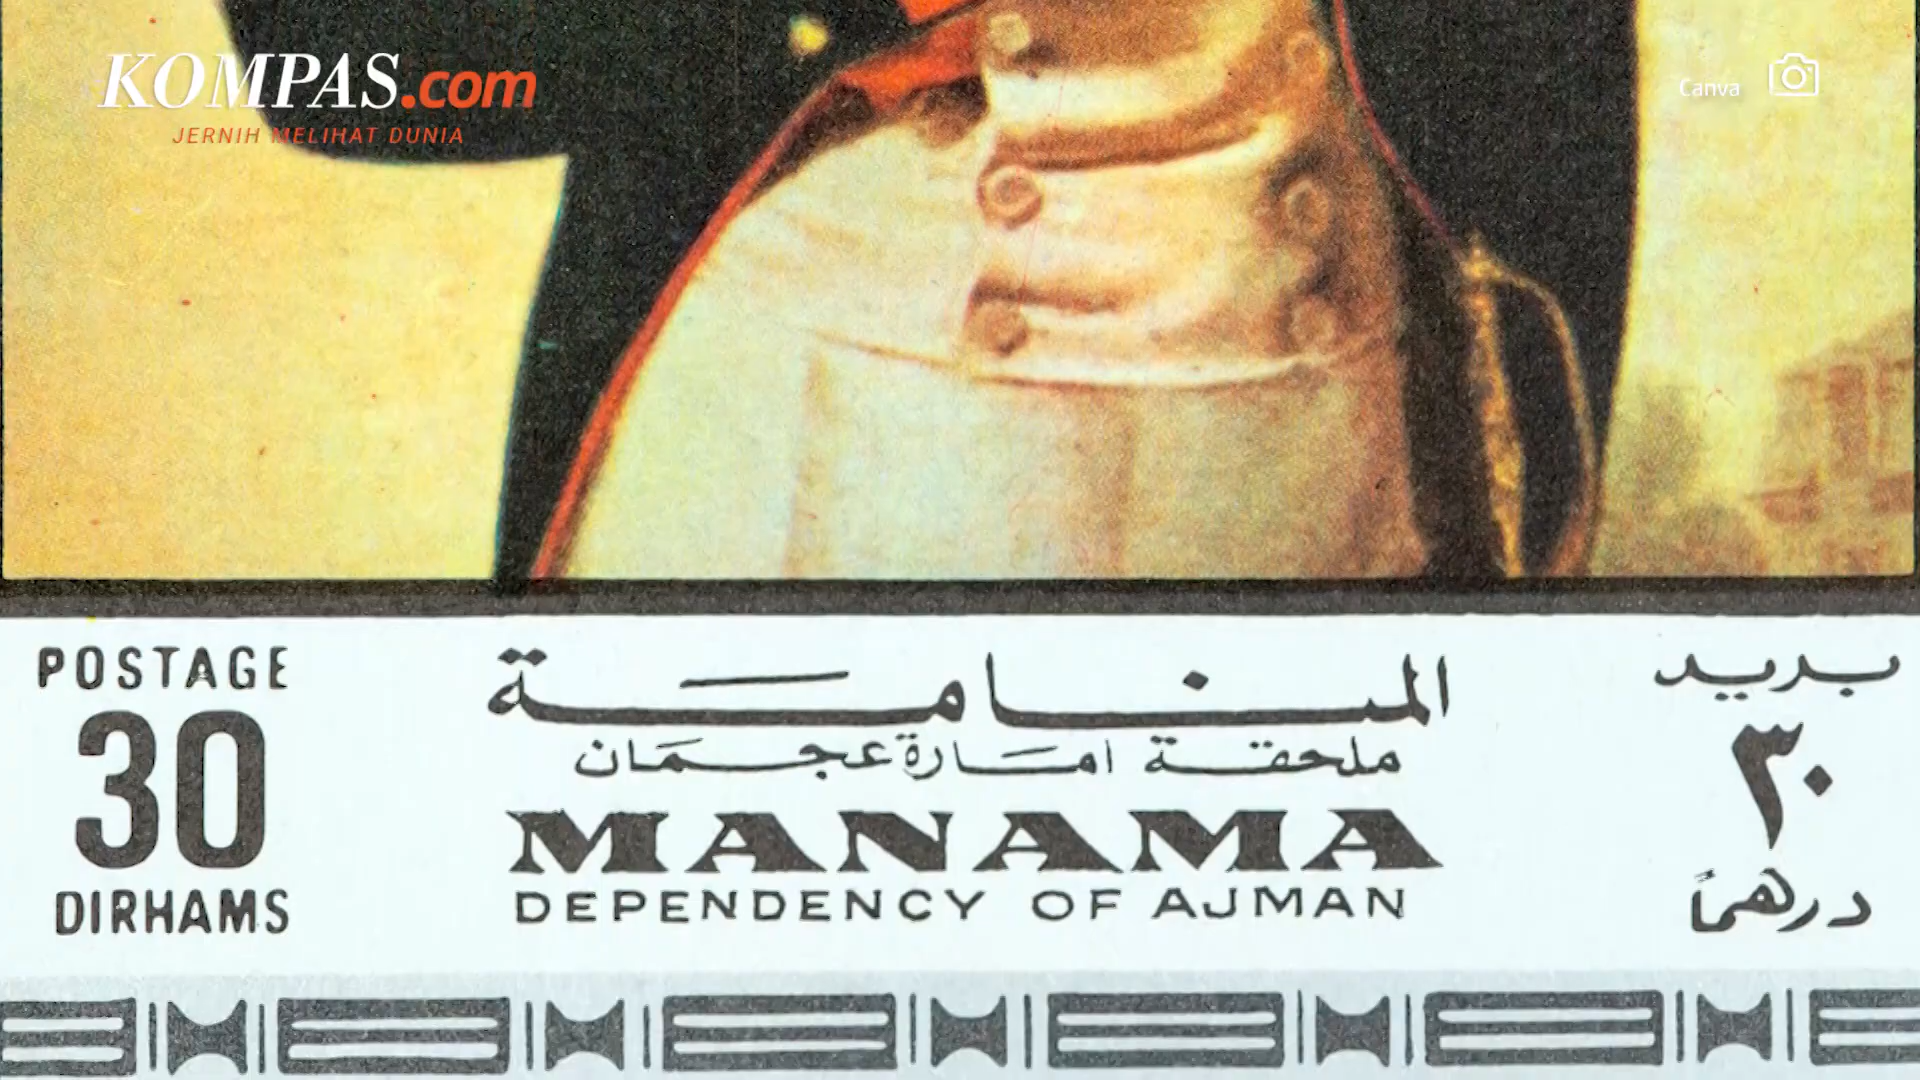 KOMPAS.com
JERNIH MELIHAT DUNIA
Canva
POSTAGE
30
DIRHAMS
المنامة
ملحقة امارة عجمان
MANAMA
DEPENDENCY OF AJMAN
بريد
٣٠
درهماً